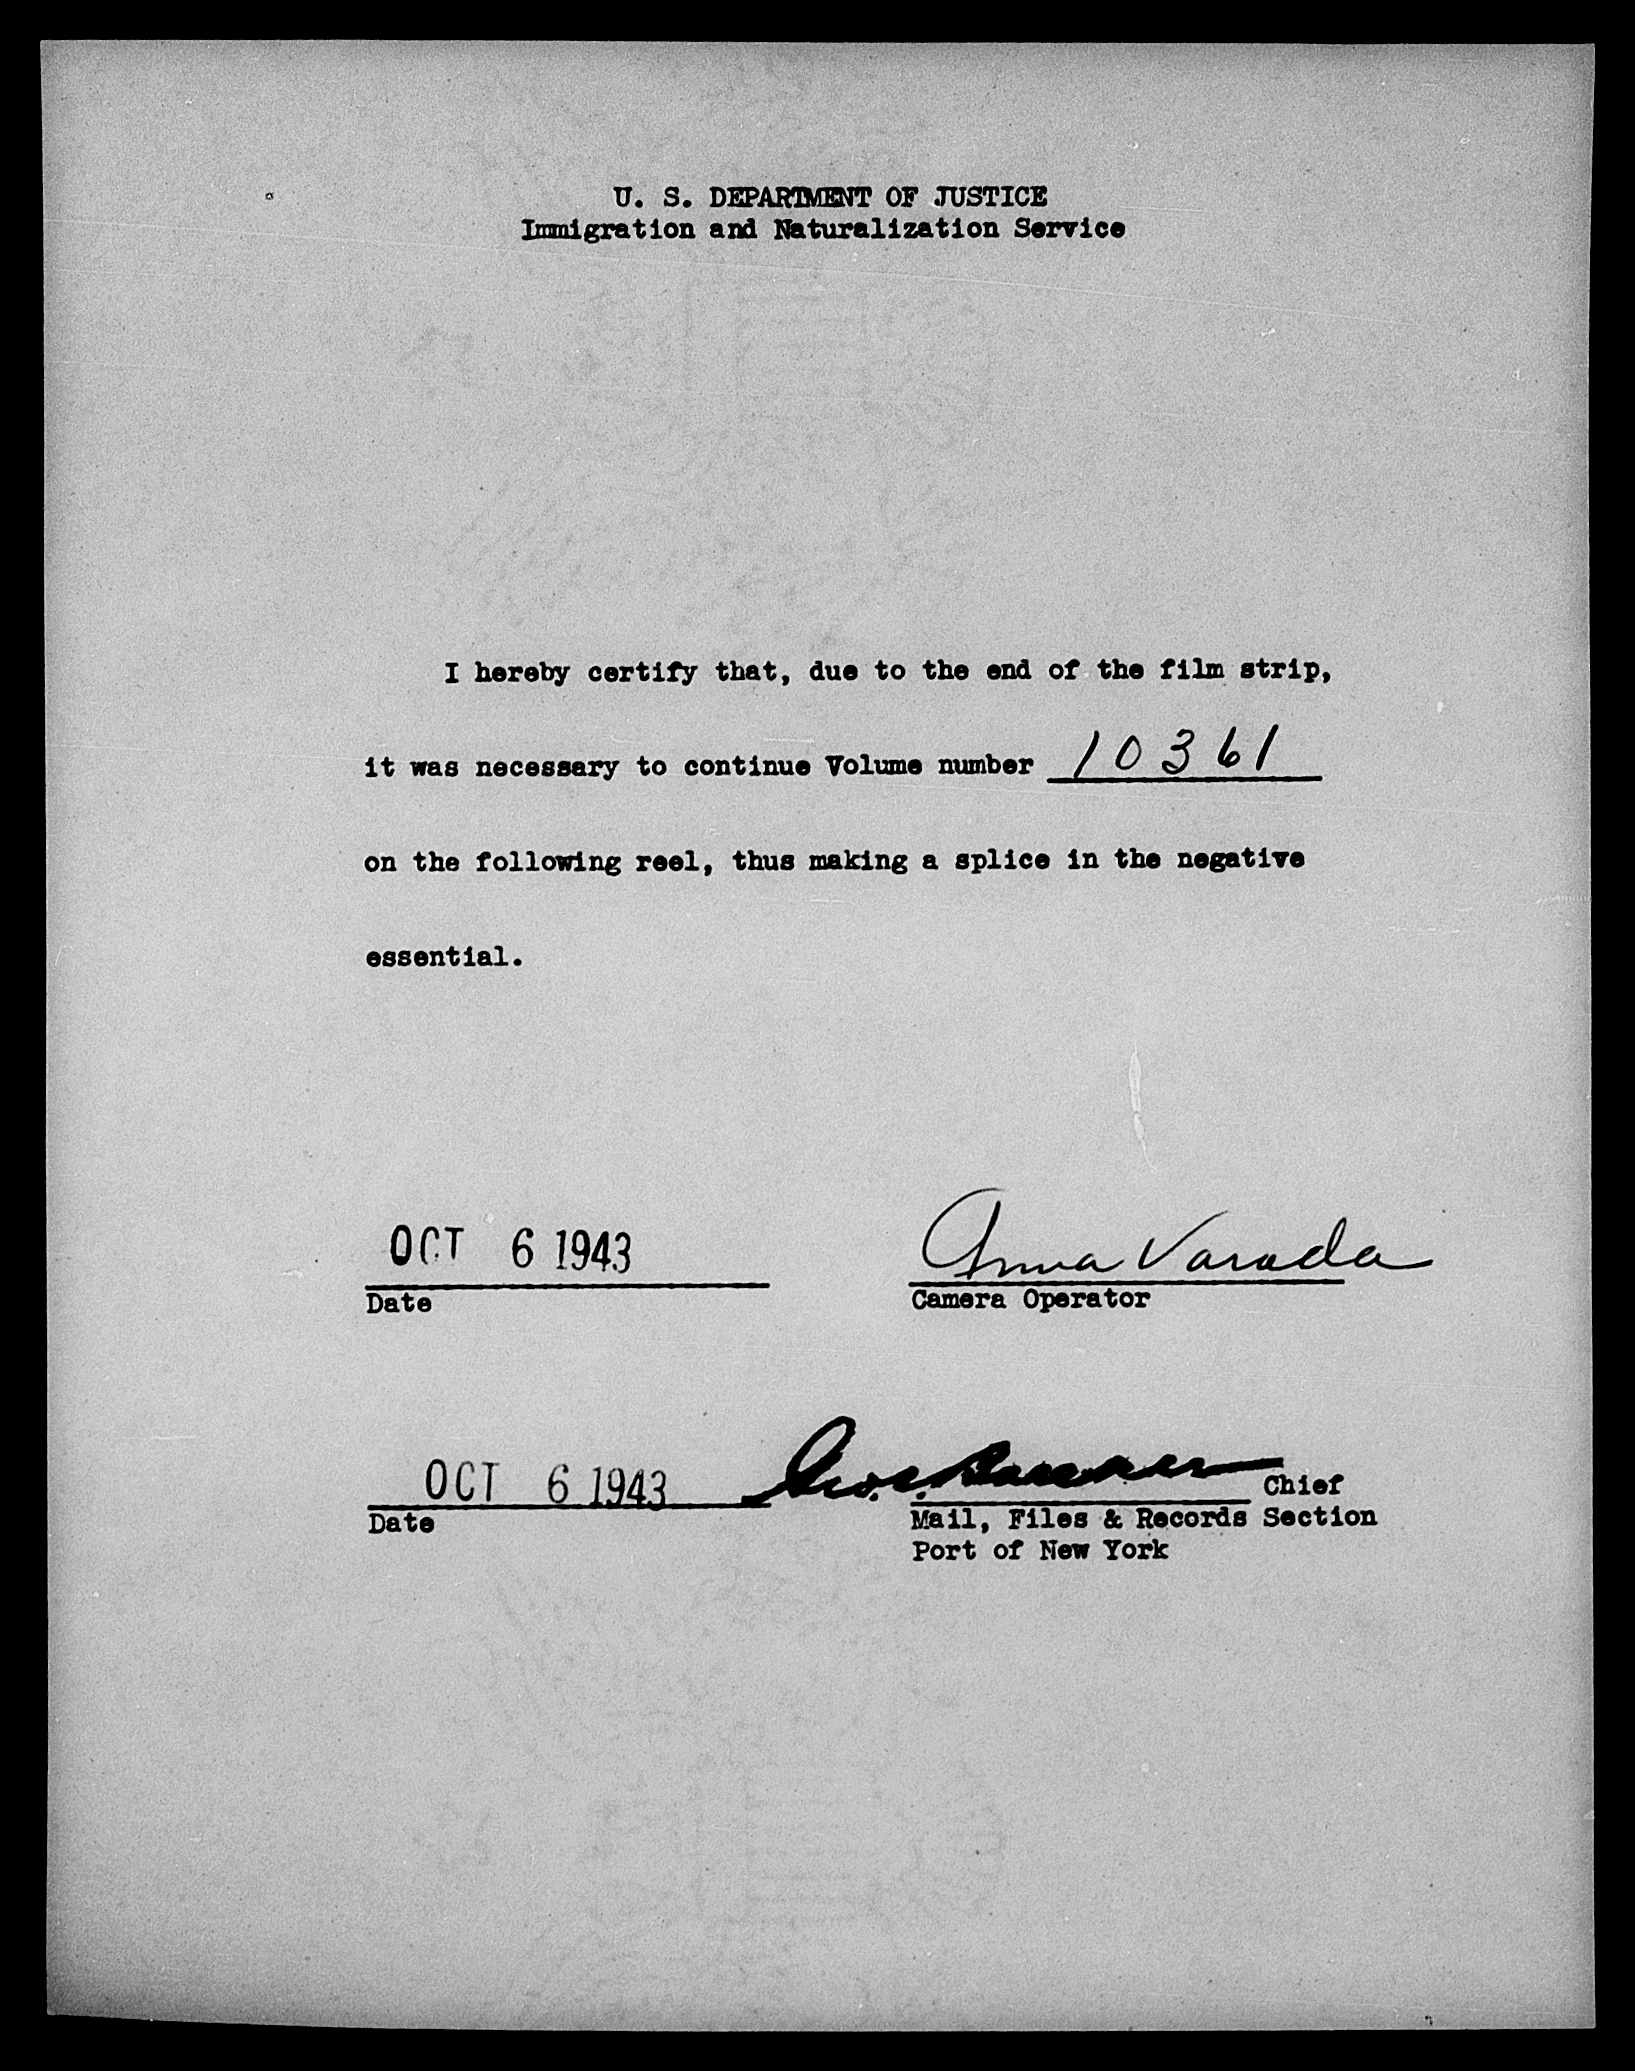 U. S. DEPARTMENT OF JUSTICE
Immigration and Naturalization Service
I hereby certify that, due to the end of the film strip,
it was necessary to continue Volume number 10361
on the following reel, thus making a splice in the negative
essential.
OCT 6 1943 Anna Varada
Date Camera Operator
OCT 6 1943 Chief
Date Mail, Files & Records Section
Port of New York